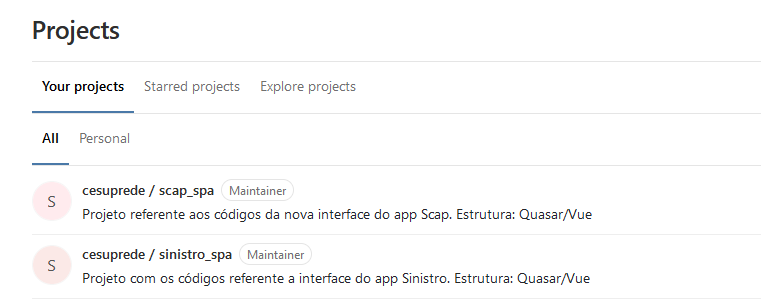 Projects
Your projects Starred projects Explore projects
All Personal
S cesuprede / scap_spa Maintainer
Projeto referente aos códigos da nova interface do app Scap. Estrutura: Quasar/Vue
S cesuprede / sinistro_spa Maintainer
Projeto com os códigos referente a interface do app Sinistro. Estrutura: Quasar/Vue